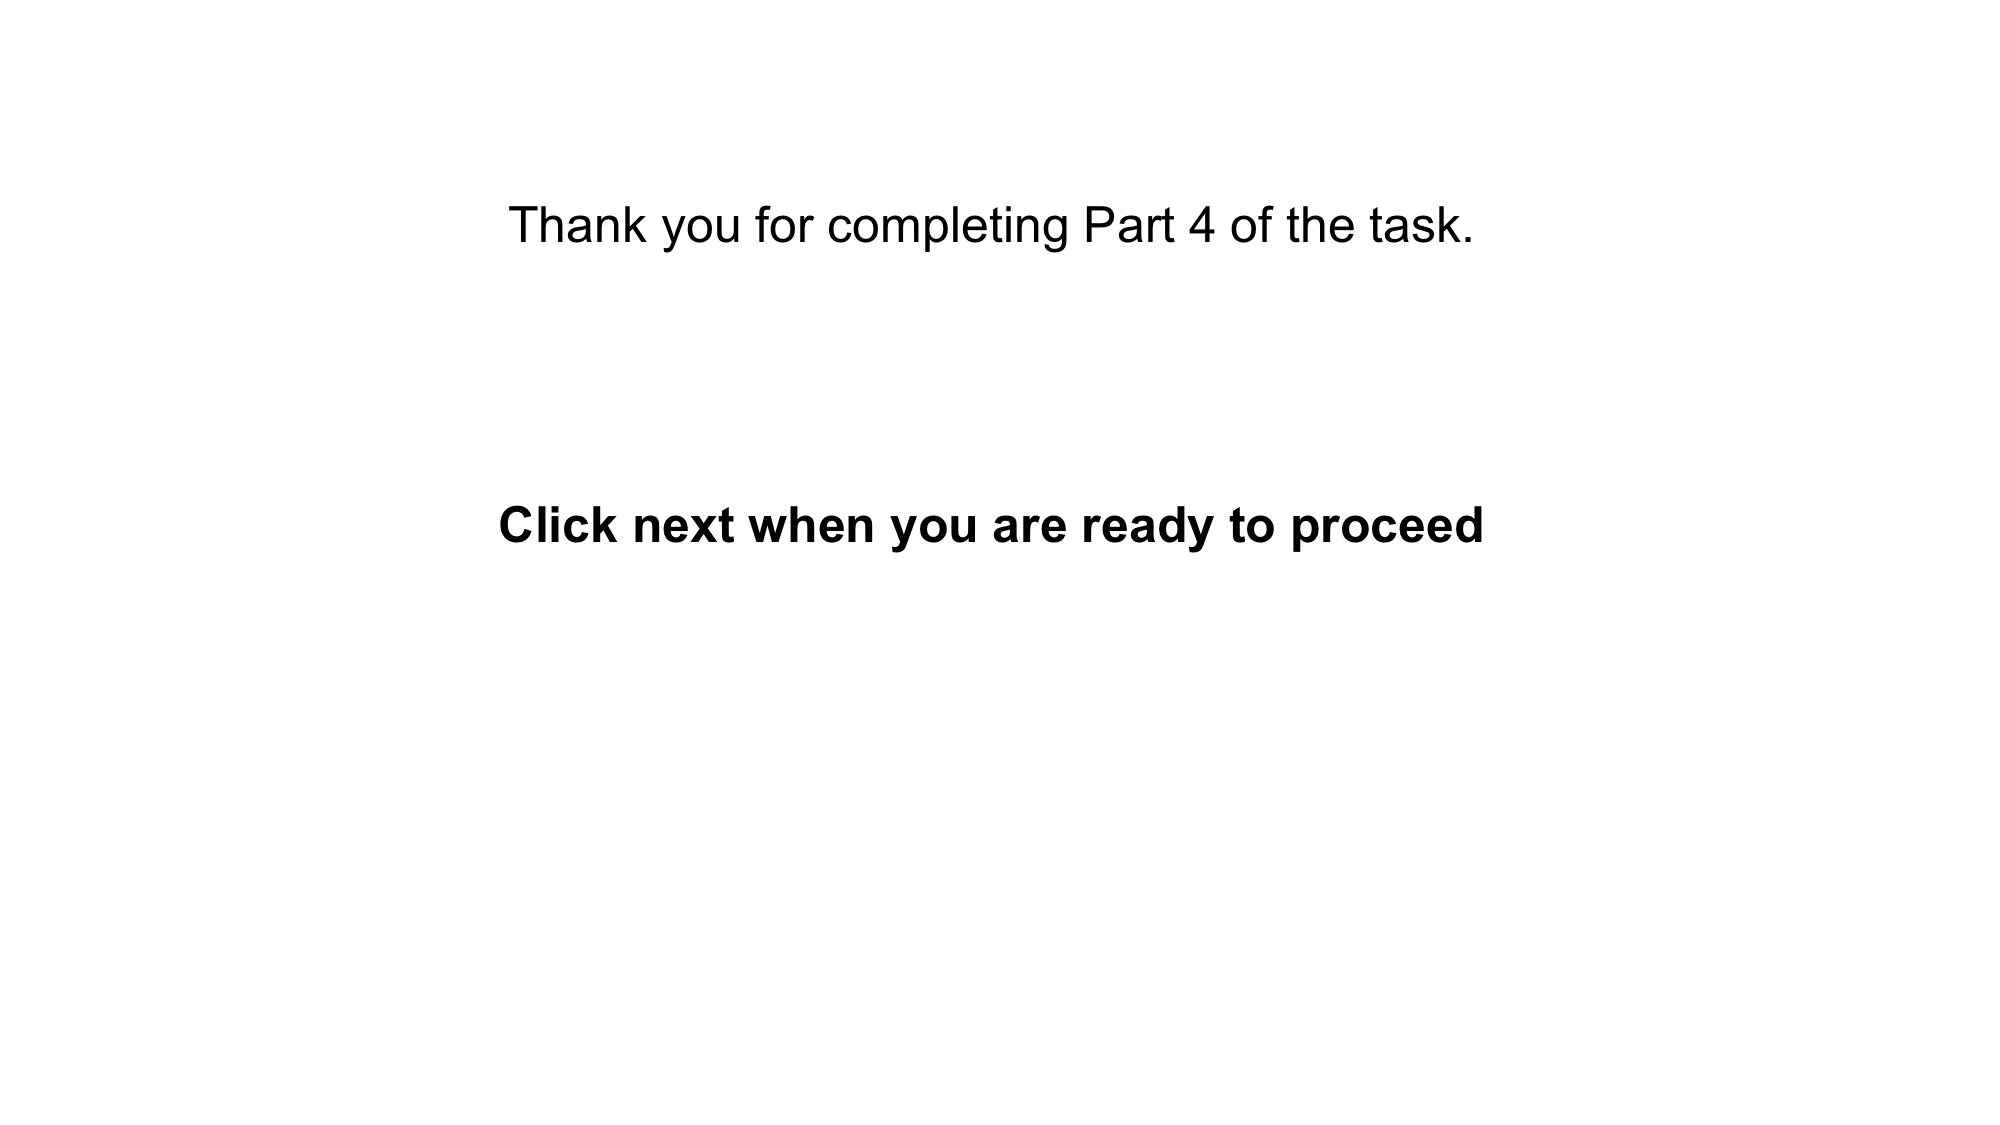 Thank you for completing Part 4 of the task.
Click next when you are ready to proceed